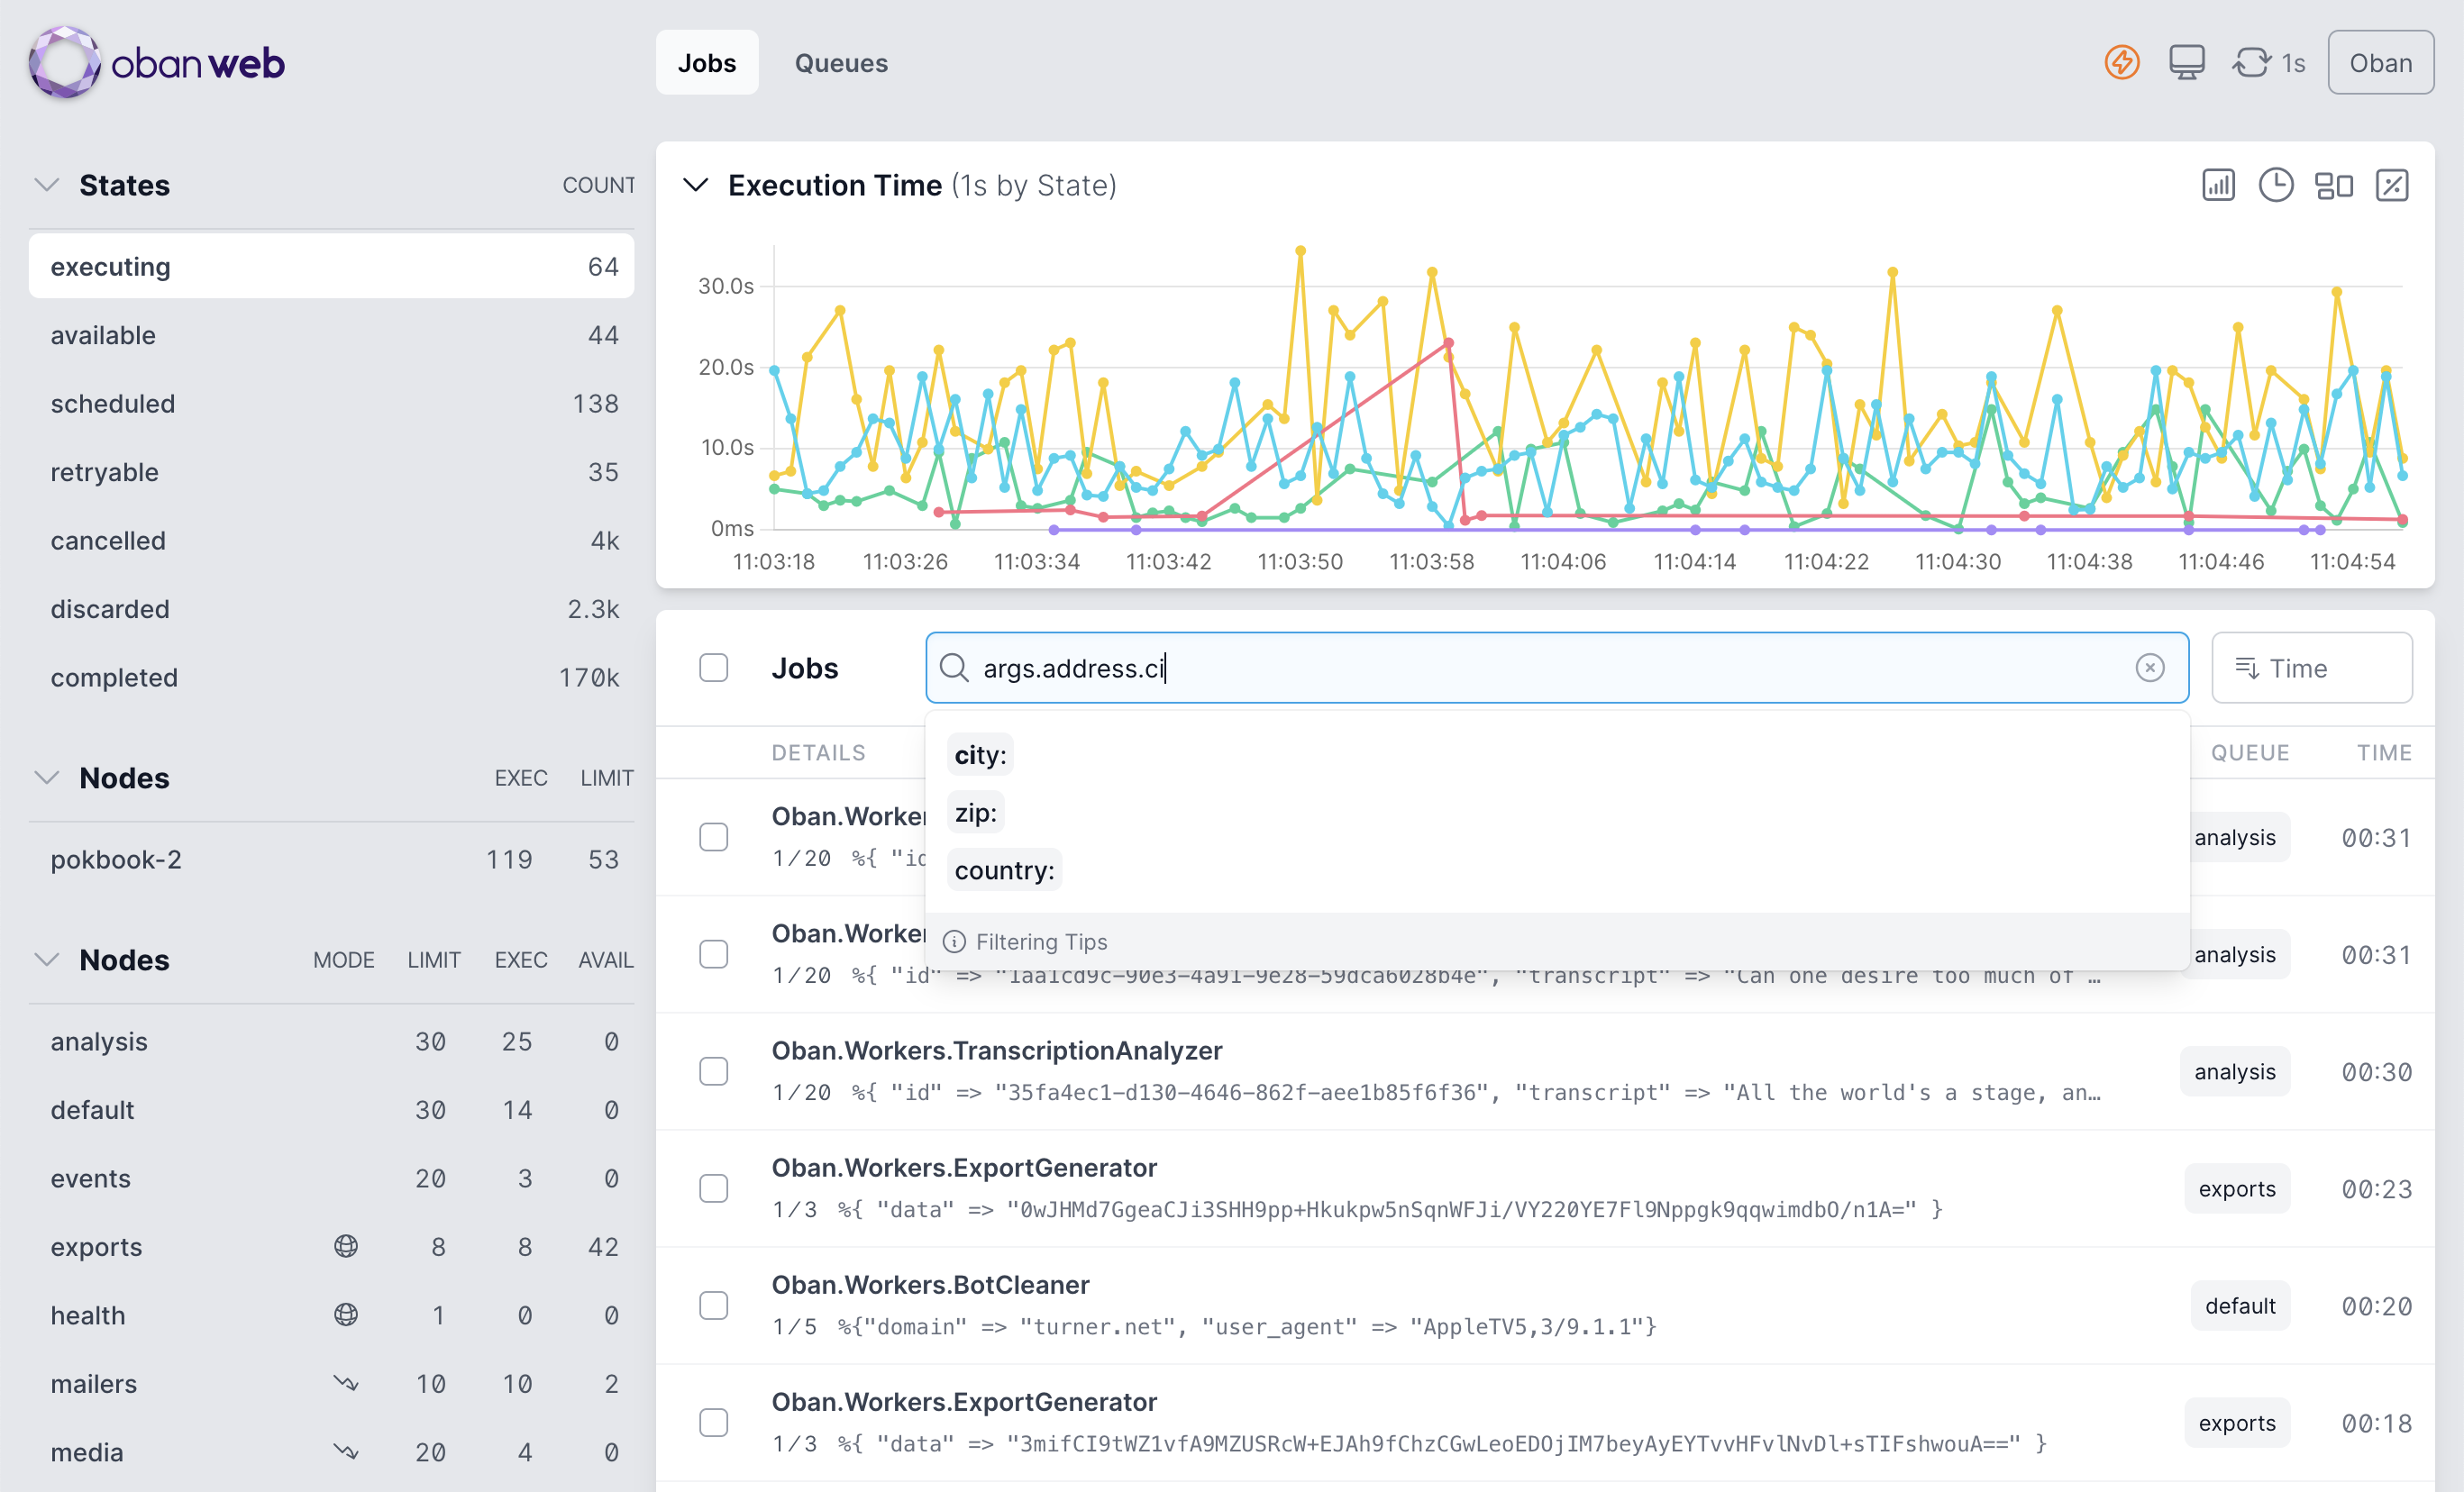 oban web
Jobs Queues 1s Oban
States COUNT
executing 64
available 44
scheduled 138
retryable 35
cancelled 4k
discarded 2.3k
completed 170k
Nodes EXEC LIMIT
pokbook-2 119 53
Nodes MODE LIMIT EXEC AVAIL
analysis 30 25 0
default 30 14 0
events 20 3 0
exports 8 8 42
health 1 0 0
mailers 10 10 2
media 20 4 0
Execution Time (1s by State)
30.0s
20.0s
10.0s
0ms
11:03:18 11:03:26 11:03:34 11:03:42 11:03:50 11:03:58 11:04:06 11:04:14 11:04:22 11:04:30 11:04:38 11:04:46 11:04:54
Jobs args.address.ci Time
city:
zip:
country:
Filtering Tips
DETAILS QUEUE TIME
Oban.Worker
1/20 %{ "id analysis 00:31
Oban.Worker
1/20 %{ "id" => "1aa1cd9c-90e3-4a91-9e28-59dca6028b4e", "transcript" => "Can one desire too much of … analysis 00:31
Oban.Workers.TranscriptionAnalyzer
1/20 %{ "id" => "35fa4ec1-d130-4646-862f-aee1b85f6f36", "transcript" => "All the world's a stage, an… analysis 00:30
Oban.Workers.ExportGenerator
1/3 %{ "data" => "0wJHMd7GgeaCJi3SHH9pp+Hkukpw5nSqnWFJi/VY220YE7Fl9Nppgk9qqwimdbO/n1A=" } exports 00:23
Oban.Workers.BotCleaner
1/5 %{"domain" => "turner.net", "user_agent" => "AppleTV5,3/9.1.1"} default 00:20
Oban.Workers.ExportGenerator
1/3 %{ "data" => "3mifCI9tWZ1vfA9MZUSRcW+EJAh9fChzCGwLeoEDOjIM7beyAyEYTvvHFvlNvDl+sTIFshwouA==" } exports 00:18